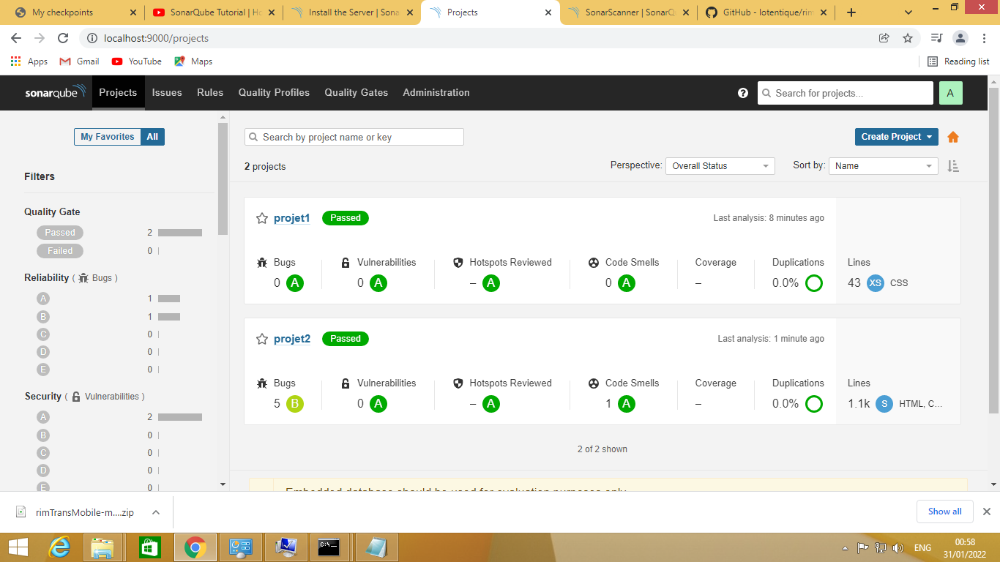 My checkpoints
SonarQube Tutorial | Ho
Install the Server | Sona
Projects
SonarScanner | SonarQ
GitHub - lotentique/rim
localhost:9000/projects
Apps
Gmail
YouTube
Maps
Reading list
sonarqube
Projects
Issues
Rules
Quality Profiles
Quality Gates
Administration
Search for projects...
A
My Favorites
All
Search by project name or key
Create Project
2 projects
Perspective:
Overall Status
Sort by:
Name
Filters
Quality Gate
Passed 2
Failed 0
Reliability ( Bugs )
A 1
B 1
C 0
D 0
E 0
Security ( Vulnerabilities )
A 2
B 0
C 0
D 0
E 0
projet1
Passed
Last analysis: 8 minutes ago
Bugs
Vulnerabilities
Hotspots Reviewed
Code Smells
Coverage
Duplications
Lines
0 A
0 A
– A
0 A
–
0.0%
43 XS CSS
projet2
Passed
Last analysis: 1 minute ago
Bugs
Vulnerabilities
Hotspots Reviewed
Code Smells
Coverage
Duplications
Lines
5 B
0 A
– A
1 A
–
0.0%
1.1k S HTML, C...
2 of 2 shown
Embedded database should be used for evaluation purposes only
rimTransMobile-m....zip
Show all
C:\.
ENG
00:58
31/01/2022